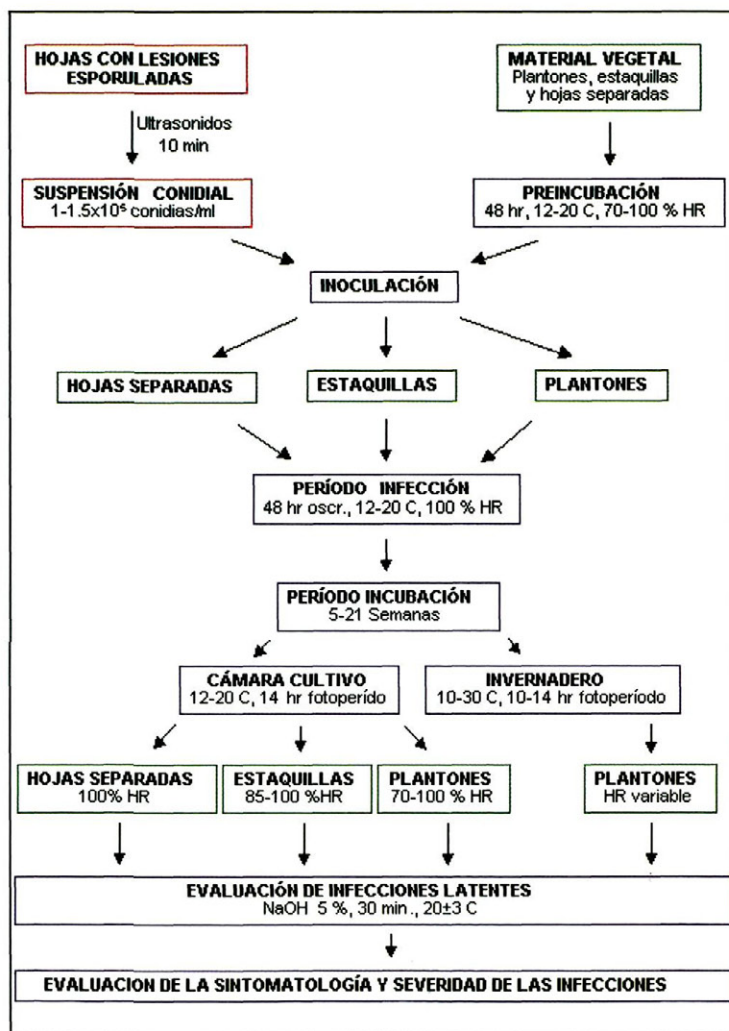 HOJAS CON LESIONES
ESPORULADAS
MATERIAL VEGETAL
Plantones, estaquillas
y hojas separadas
Ultrasonidos
10 min
SUSPENSIÓN CONIDIAL
1-1.5x10⁵ conidias/ml
PREINCUBACIÓN
48 hr, 12-20 C, 70-100 % HR
INOCULACIÓN
HOJAS SEPARADAS
ESTAQUILLAS
PLANTONES
PERÍODO INFECCIÓN
48 hr oscr., 12-20 C, 100 % HR
PERÍODO INCUBACIÓN
5-21 Semanas
CÁMARA CULTIVO
12-20 C, 14 hr fotoperído
INVERNADERO
10-30 C, 10-14 hr fotoperíodo
HOJAS SEPARADAS
100% HR
ESTAQUILLAS
85-100 %HR
PLANTONES
70-100 % HR
PLANTONES
HR variable
EVALUACIÓN DE INFECCIONES LATENTES
NaOH 5 %, 30 min., 20±3 C
EVALUACION DE LA SINTOMATOLOGÍA Y SEVERIDAD DE LAS INFECCIONES